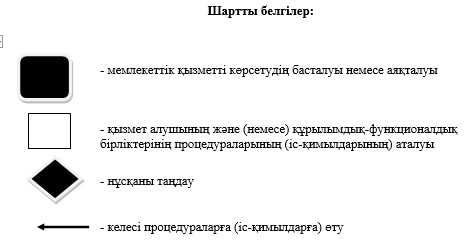 Шартты белгілер:
- мемлекеттік қызметті көрсетудің басталуы немесе аяқталуы
- қызмет алушының және (немесе) құрылымдық-функционалдық
бірліктерінің процедураларының (іс-қимылдарының) аталуы
- нұсқаны таңдау
- келесі процедураларға (іс-қимылдарға) өту